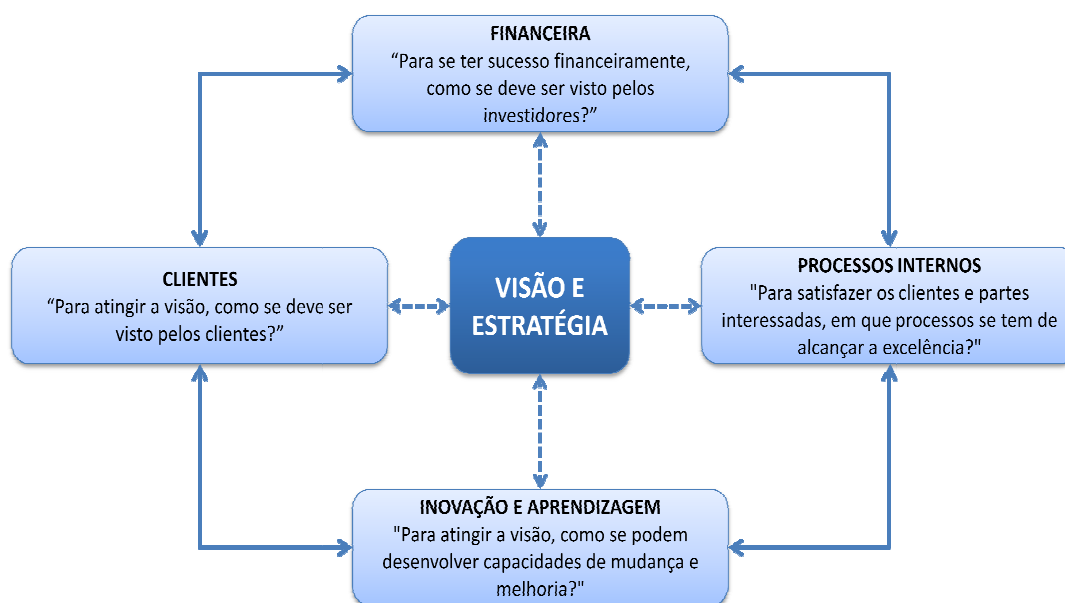 FINANCEIRA
“Para se ter sucesso financeiramente,
como se deve ser visto pelos
investidores?”
CLIENTES
“Para atingir a visão, como se deve ser
visto pelos clientes?”
VISÃO E
ESTRATÉGIA
PROCESSOS INTERNOS
"Para satisfazer os clientes e partes
interessadas, em que processos se tem de
alcançar a excelência?"
INOVAÇÃO E APRENDIZAGEM
"Para atingir a visão, como se podem
desenvolver capacidades de mudança e
melhoria?"